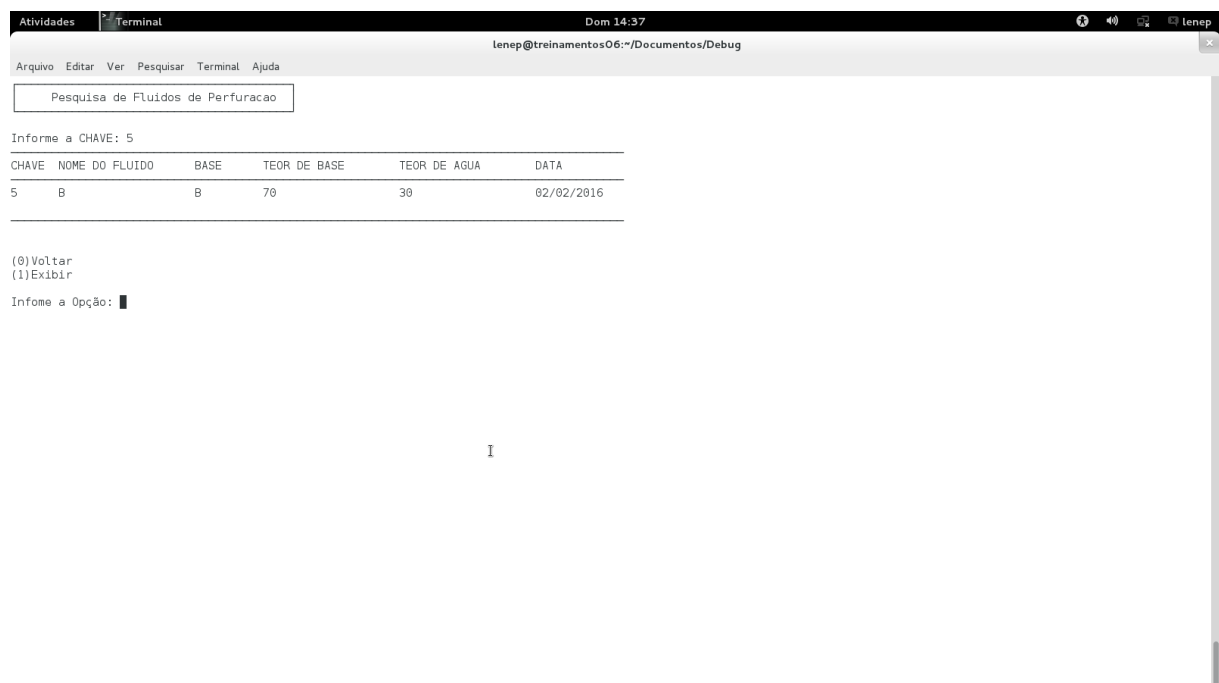 Atividades Terminal Dom 14:37 lenep
lenep@treinamentos06:~/Documentos/Debug
Arquivo Editar Ver Pesquisar Terminal Ajuda
Pesquisa de Fluidos de Perfuracao
Informe a CHAVE: 5
CHAVE NOME DO FLUIDO BASE TEOR DE BASE TEOR DE AGUA DATA
5 B B 70 30 02/02/2016
(0)Voltar
(1)Exibir
Infome a Opção: